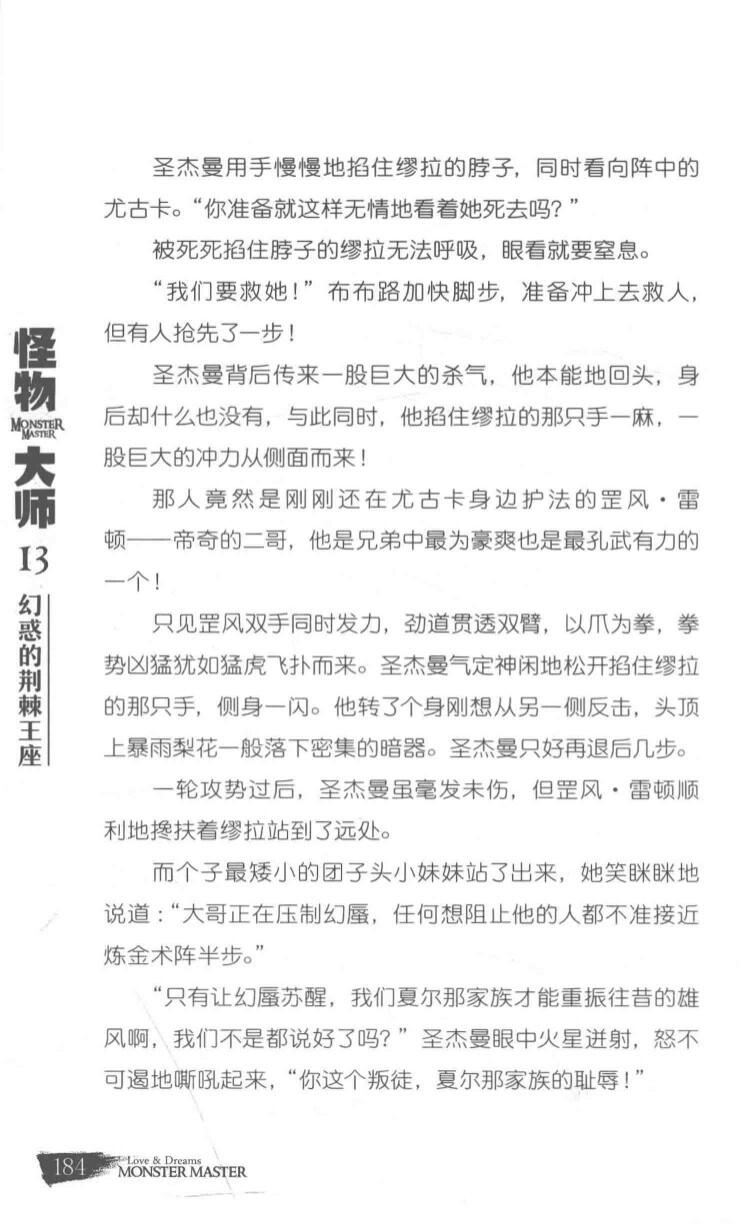 圣杰曼用手慢慢地掐住缪拉的脖子，同时看向阵中的
尤古卡。“你准备就这样无情地看着她死去吗？”
被死死掐住脖子的缪拉无法呼吸，眼看就要窒息。
“我们要救她！”布布路加快脚步，准备冲上去救人，
但有人抢先了一步！
圣杰曼背后传来一股巨大的杀气，他本能地回头，身
后却什么也没有，与此同时，他掐住缪拉的那只手一麻，一
股巨大的冲力从侧面而来！
那人竟然是刚刚还在尤古卡身边护法的罡风·雷
顿——帝奇的二哥，他是兄弟中最为豪爽也是最孔武有力的
一个！
只见罡风双手同时发力，劲道贯透双臂，以爪为拳，拳
势凶猛犹如猛虎飞扑而来。圣杰曼气定神闲地松开掐住缪拉
的那只手，侧身一闪。他转了个身刚想从另一侧反击，头顶
上暴雨梨花一般落下密集的暗器。圣杰曼只好再退后几步。
一轮攻势过后，圣杰曼虽毫发未伤，但罡风·雷顿顺
利地搀扶着缪拉站到了远处。
而个子最矮小的团子头小妹妹站了出来，她笑眯眯地
说道：“大哥正在压制幻蜃，任何想阻止他的人都不准接近
炼金术阵半步。”
“只有让幻蜃苏醒，我们夏尔那家族才能重振往昔的雄
风啊，我们不是都说好了吗？”圣杰曼眼中火星迸射，怒不
可遏地嘶吼起来，“你这个叛徒，夏尔那家族的耻辱！”
怪物
MONSTER
MASTER
大师
13
幻惑的荆棘王座
184
Love & Dreams
MONSTER MASTER